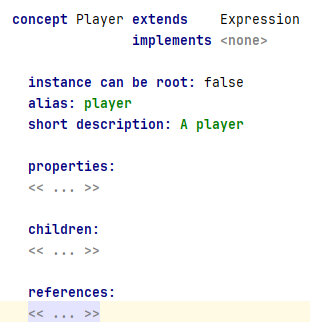 concept Player extends    Expression
implements <none>
instance can be root: false
alias: player
short description: A player
properties:
<< ... >>
children:
<< ... >>
references:
<< ... >>